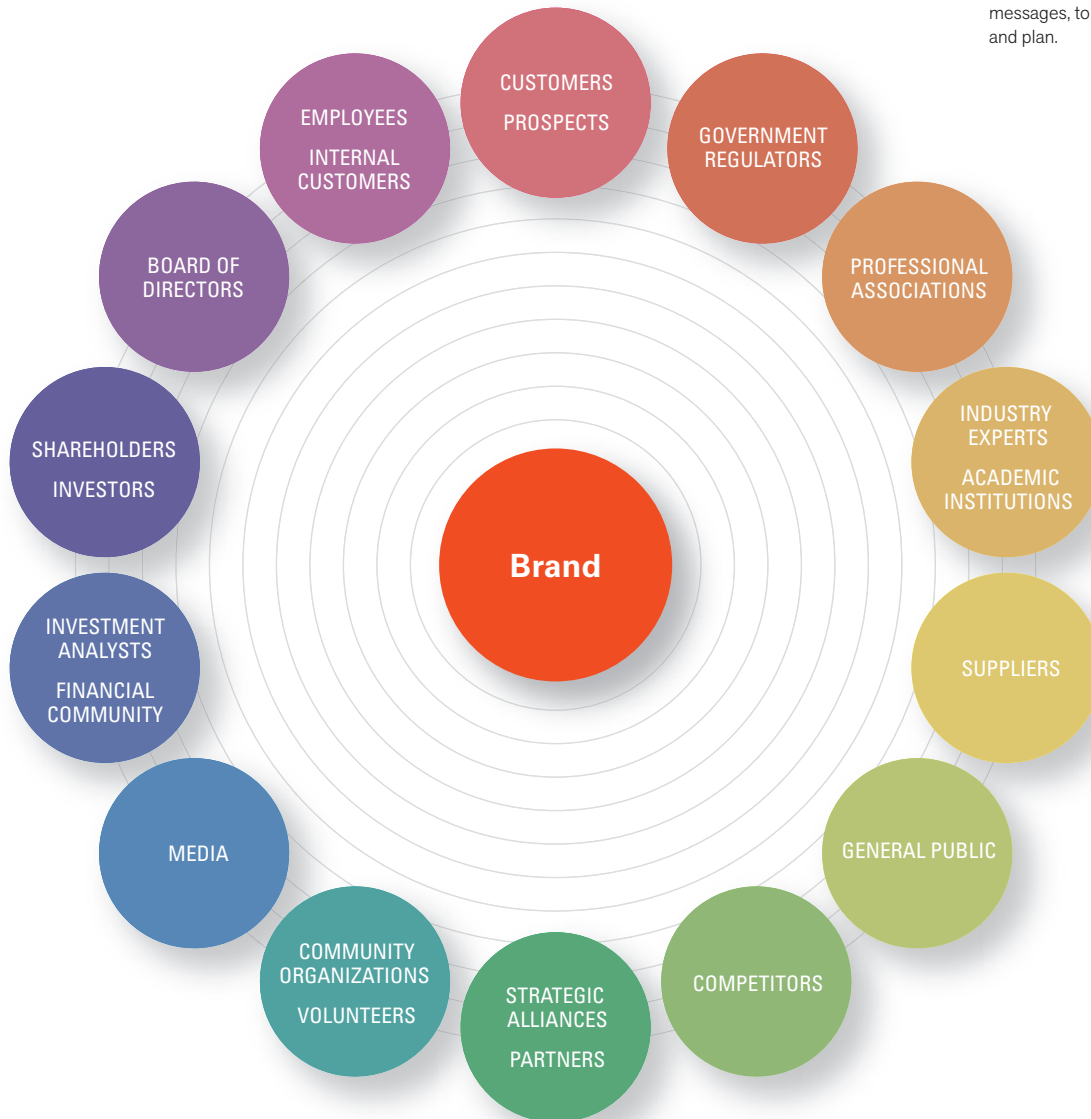 messages, to
and plan.
CUSTOMERS
PROSPECTS
GOVERNMENT
REGULATORS
PROFESSIONAL
ASSOCIATIONS
INDUSTRY
EXPERTS
ACADEMIC
INSTITUTIONS
SUPPLIERS
GENERAL PUBLIC
COMPETITORS
STRATEGIC
ALLIANCES
PARTNERS
COMMUNITY
ORGANIZATIONS
VOLUNTEERS
MEDIA
INVESTMENT
ANALYSTS
FINANCIAL
COMMUNITY
SHAREHOLDERS
INVESTORS
BOARD OF
DIRECTORS
EMPLOYEES
INTERNAL
CUSTOMERS
Brand